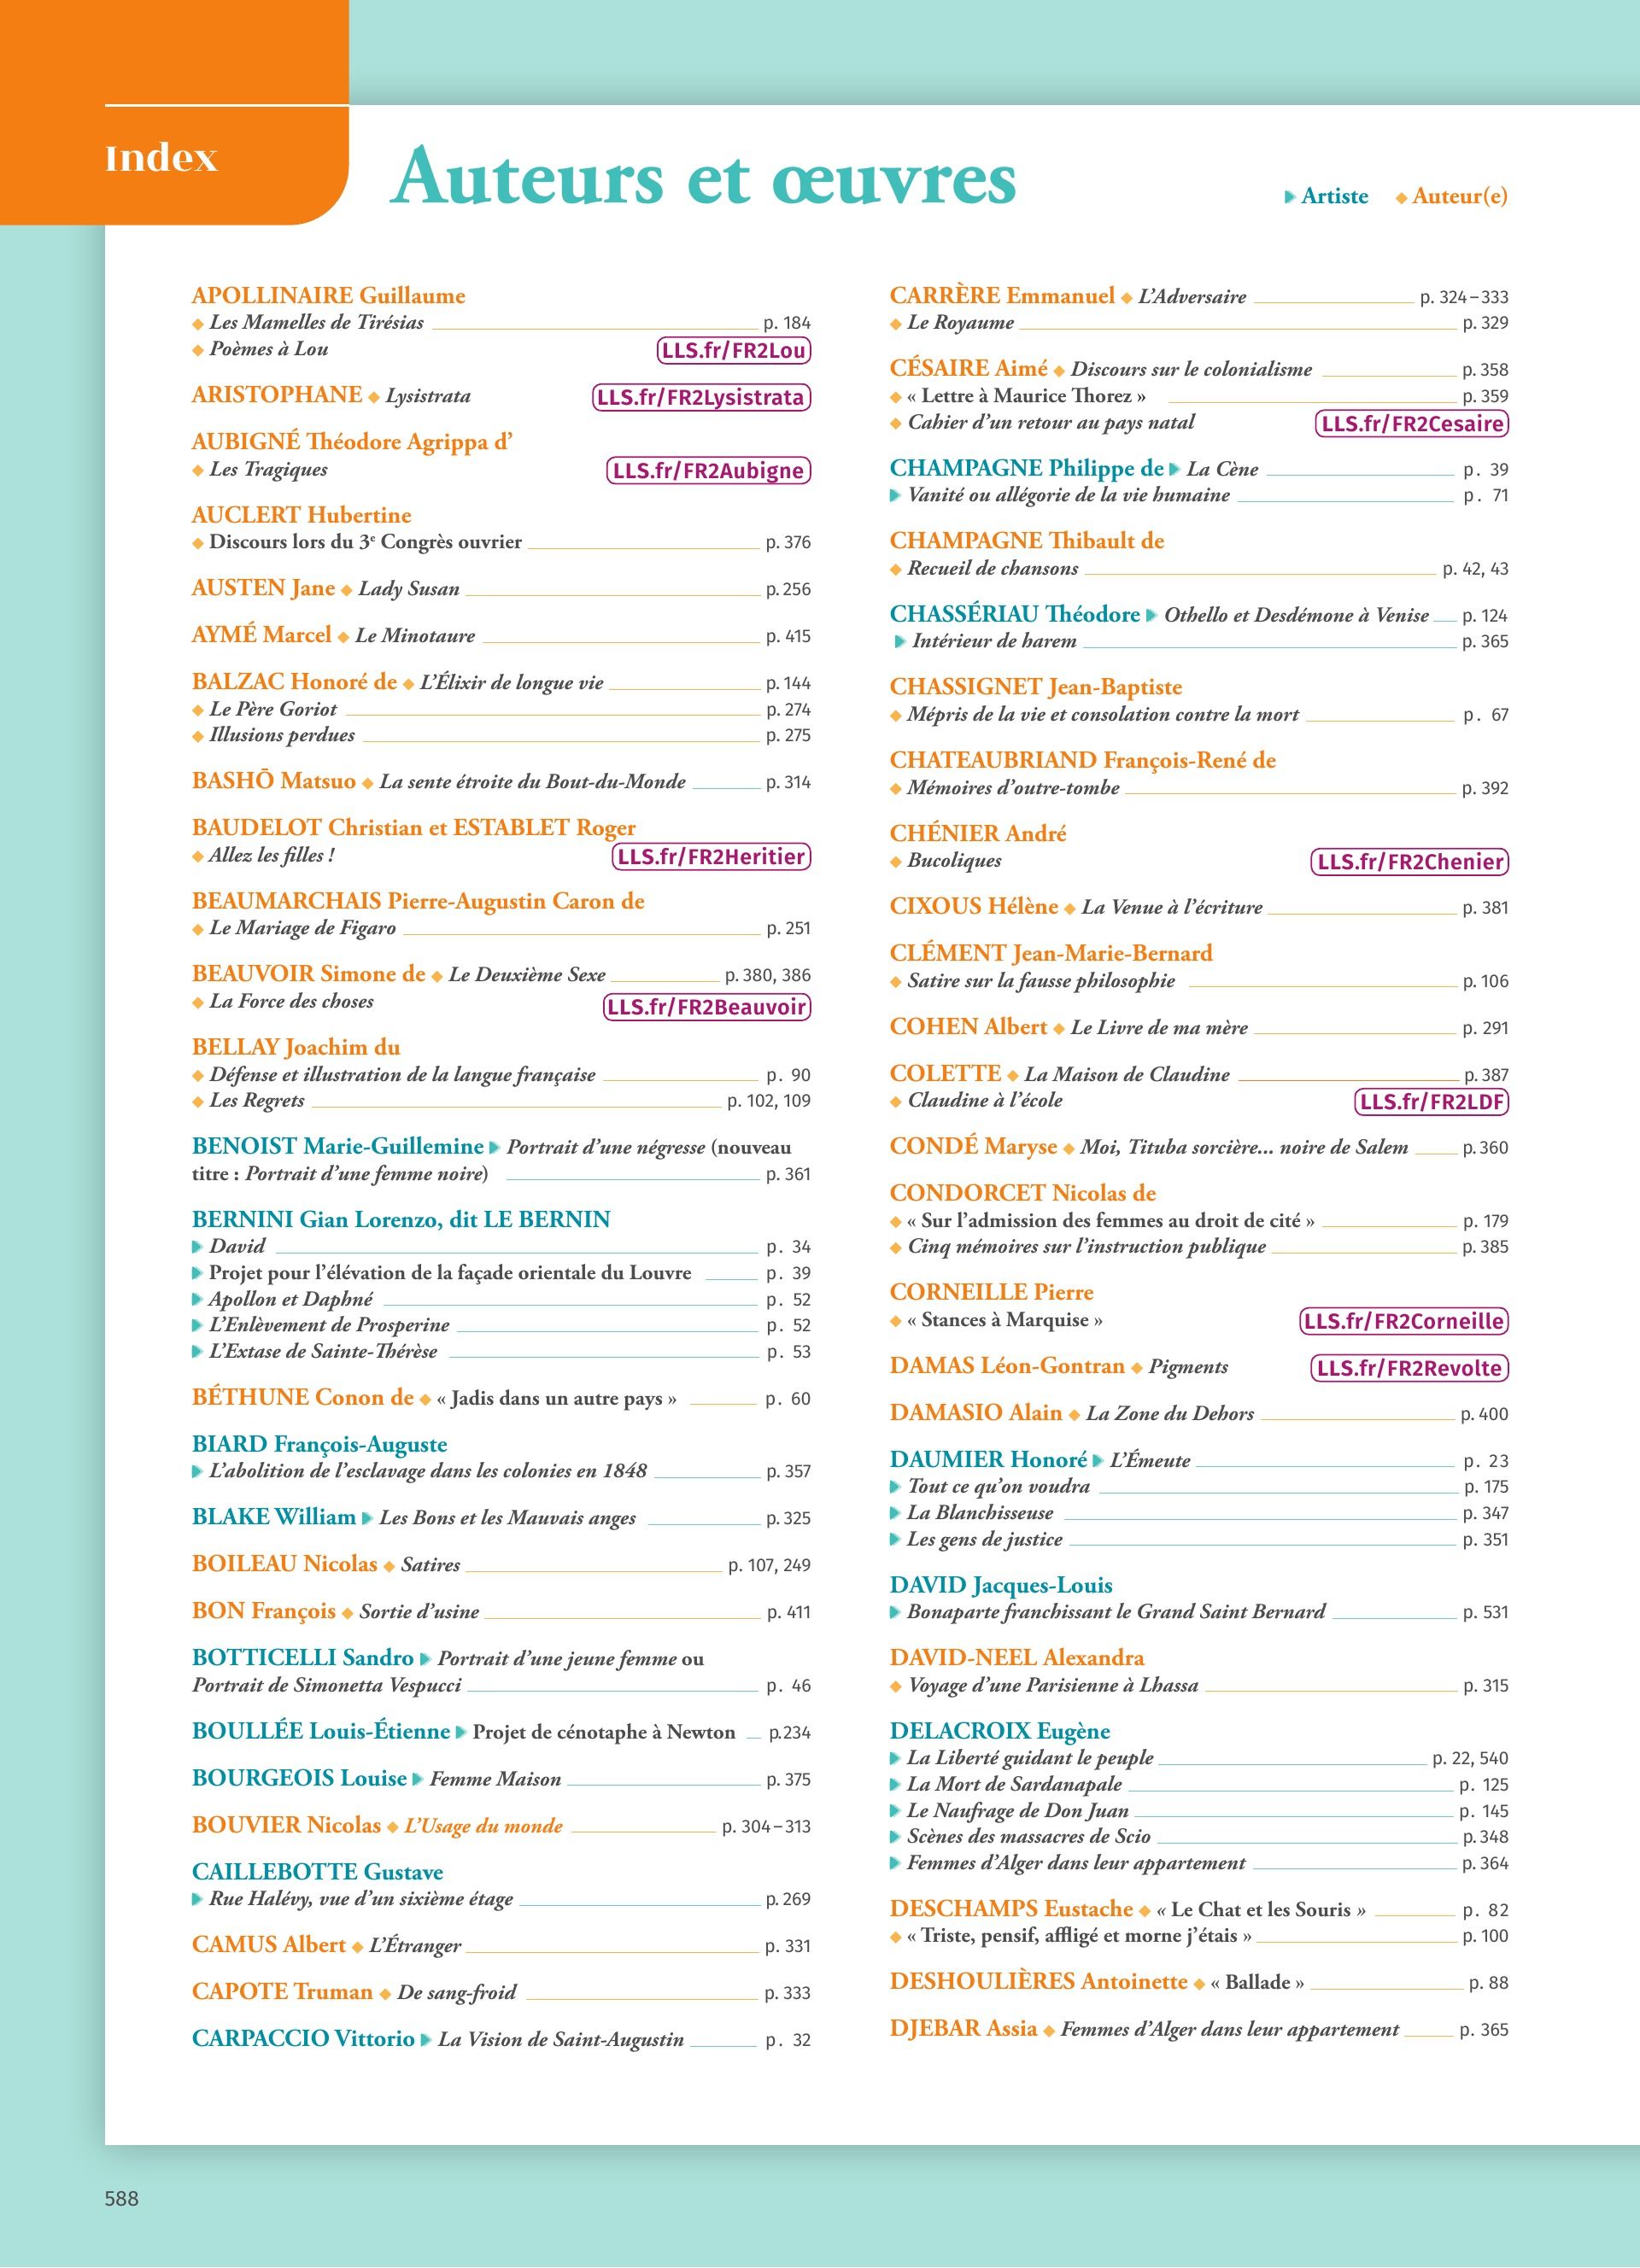 Index
Auteurs et œuvres
Artiste ◆ Auteur(e)
APOLLINAIRE Guillaume
◆ Les Mamelles de Tirésias p. 184
◆ Poèmes à Lou LLS.fr/FR2Lou
ARISTOPHANE ◆ Lysistrata LLS.fr/FR2Lysistrata
AUBIGNÉ Théodore Agrippa d’
◆ Les Tragiques LLS.fr/FR2Aubigne
AUCLERT Hubertine
◆ Discours lors du 3e Congrès ouvrier p. 376
AUSTEN Jane ◆ Lady Susan p. 256
AYMÉ Marcel ◆ Le Minotaure p. 415
BALZAC Honoré de ◆ L’Élixir de longue vie p. 144
◆ Le Père Goriot p. 274
◆ Illusions perdues p. 275
BASHŌ Matsuo ◆ La sente étroite du Bout-du-Monde p. 314
BAUDELOT Christian et ESTABLET Roger
◆ Allez les filles ! LLS.fr/FR2Heritier
BEAUMARCHAIS Pierre-Augustin Caron de
◆ Le Mariage de Figaro p. 251
BEAUVOIR Simone de ◆ Le Deuxième Sexe p. 380, 386
◆ La Force des choses LLS.fr/FR2Beauvoir
BELLAY Joachim du
◆ Défense et illustration de la langue française p. 90
◆ Les Regrets p. 102, 109
BENOIST Marie-Guillemine ▶ Portrait d’une négresse (nouveau
titre : Portrait d’une femme noire) p. 361
BERNINI Gian Lorenzo, dit LE BERNIN
▶ David p. 34
▶ Projet pour l’élévation de la façade orientale du Louvre p. 39
▶ Apollon et Daphné p. 52
▶ L’Enlèvement de Prosperine p. 52
▶ L’Extase de Sainte-Thérèse p. 53
BÉTHUNE Conon de ◆ « Jadis dans un autre pays » p. 60
BIARD François-Auguste
▶ L’abolition de l’esclavage dans les colonies en 1848 p. 357
BLAKE William ▶ Les Bons et les Mauvais anges p. 325
BOILEAU Nicolas ◆ Satires p. 107, 249
BON François ◆ Sortie d’usine p. 411
BOTTICELLI Sandro ▶ Portrait d’une jeune femme ou
Portrait de Simonetta Vespucci p. 46
BOULLÉE Louis-Étienne ▶ Projet de cénotaphe à Newton p.234
BOURGEOIS Louise ▶ Femme Maison p. 375
BOUVIER Nicolas ◆ L’Usage du monde p. 304–313
CAILLEBOTTE Gustave
▶ Rue Halévy, vue d’un sixième étage p. 269
CAMUS Albert ◆ L’Étranger p. 331
CAPOTE Truman ◆ De sang-froid p. 333
CARPACCIO Vittorio ▶ La Vision de Saint-Augustin p. 32
CARRÈRE Emmanuel ◆ L’Adversaire p. 324–333
◆ Le Royaume p. 329
CÉSAIRE Aimé ◆ Discours sur le colonialisme p. 358
◆ « Lettre à Maurice Thorez » p. 359
◆ Cahier d’un retour au pays natal LLS.fr/FR2Cesaire
CHAMPAGNE Philippe de ▶ La Cène p. 39
▶ Vanité ou allégorie de la vie humaine p. 71
CHAMPAGNE Thibault de
◆ Recueil de chansons p. 42, 43
CHASSÉRIAU Théodore ▶ Othello et Desdémone à Venise p. 124
▶ Intérieur de harem p. 365
CHASSIGNET Jean-Baptiste
◆ Mépris de la vie et consolation contre la mort p. 67
CHATEAUBRIAND François-René de
◆ Mémoires d’outre-tombe p. 392
CHÉNIER André
◆ Bucoliques LLS.fr/FR2Chenier
CIXOUS Hélène ◆ La Venue à l’écriture p. 381
CLÉMENT Jean-Marie-Bernard
◆ Satire sur la fausse philosophie p. 106
COHEN Albert ◆ Le Livre de ma mère p. 291
COLETTE ◆ La Maison de Claudine p. 387
◆ Claudine à l’école LLS.fr/FR2LDF
CONDÉ Maryse ◆ Moi, Tituba sorcière... noire de Salem p. 360
CONDORCET Nicolas de
◆ « Sur l’admission des femmes au droit de cité » p. 179
◆ Cinq mémoires sur l’instruction publique p. 385
CORNEILLE Pierre
◆ « Stances à Marquise » LLS.fr/FR2Corneille
DAMAS Léon-Gontran ◆ Pigments LLS.fr/FR2Revolte
DAMASIO Alain ◆ La Zone du Dehors p. 400
DAUMIER Honoré ▶ L’Émeute p. 23
▶ Tout ce qu’on voudra p. 175
▶ La Blanchisseuse p. 347
▶ Les gens de justice p. 351
DAVID Jacques-Louis
▶ Bonaparte franchissant le Grand Saint Bernard p. 531
DAVID-NEEL Alexandra
◆ Voyage d’une Parisienne à Lhassa p. 315
DELACROIX Eugène
▶ La Liberté guidant le peuple p. 22, 540
▶ La Mort de Sardanapale p. 125
▶ Le Naufrage de Don Juan p. 145
▶ Scènes des massacres de Scio p. 348
▶ Femmes d’Alger dans leur appartement p. 364
DESCHAMPS Eustache ◆ « Le Chat et les Souris » p. 82
◆ « Triste, pensif, affligé et morne j’étais » p. 100
DESHOULIÈRES Antoinette ◆ « Ballade » p. 88
DJEBAR Assia ◆ Femmes d’Alger dans leur appartement p. 365
588